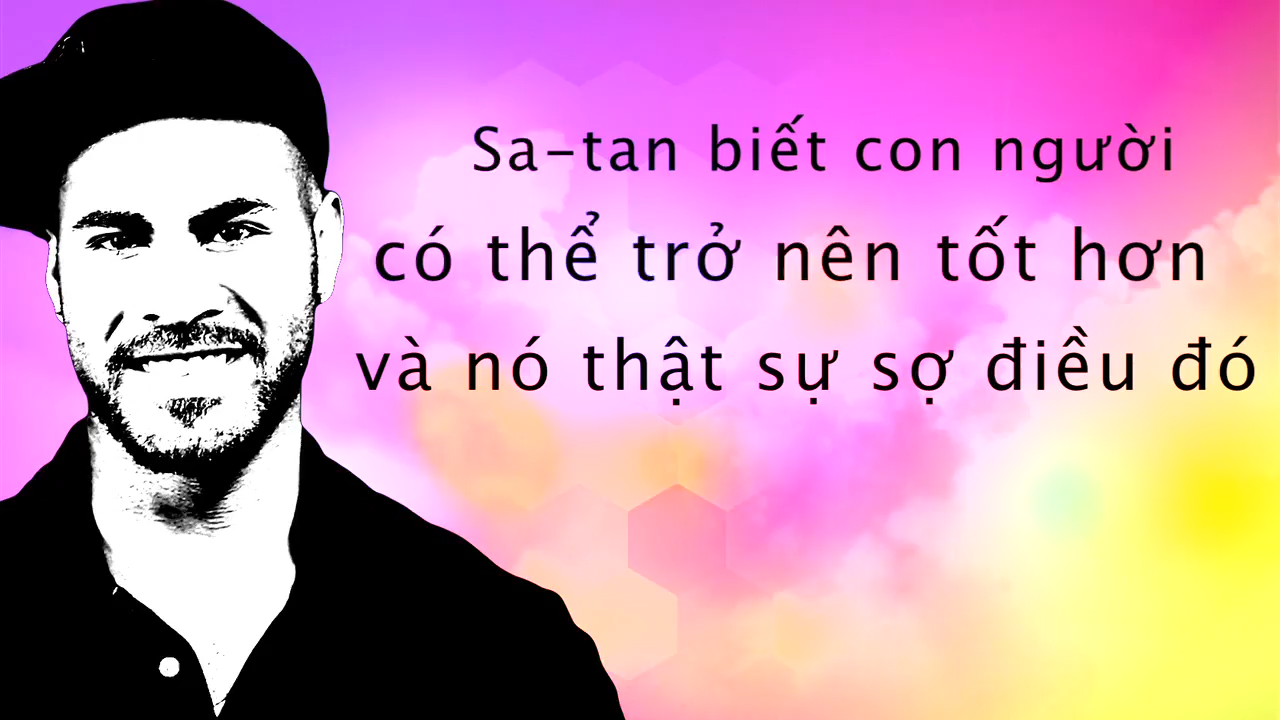 Sa-tan biết con người
có thể trở nên tốt hơn
và nó thật sự sợ điều đó